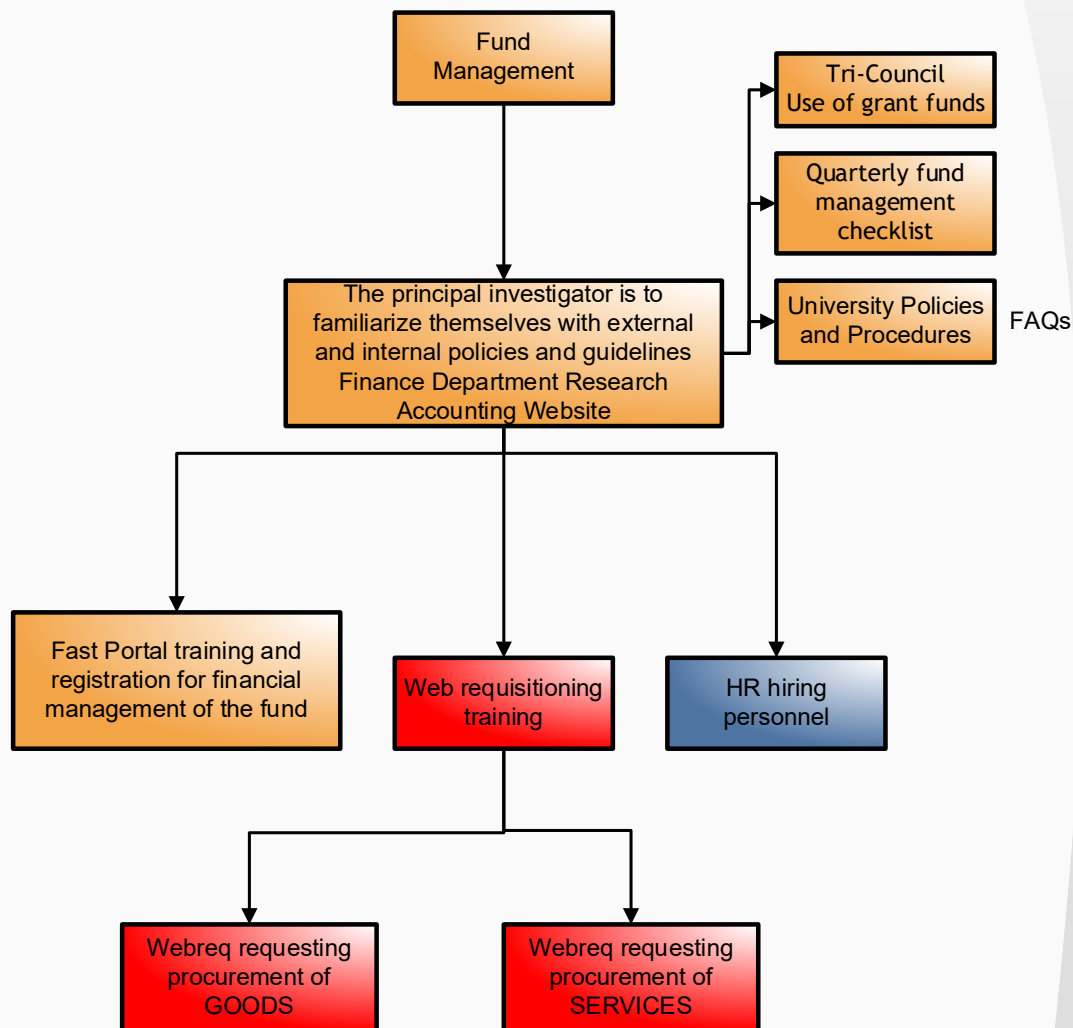 Fund
Management
Tri-Council
Use of grant funds
Quarterly fund
management
checklist
University Policies
and Procedures
FAQs
The principal investigator is to
familiarize themselves with external
and internal policies and guidelines
Finance Department Research
Accounting Website
Fast Portal training and
registration for financial
management of the fund
Web requisitioning
training
HR hiring
personnel
Webreq requesting
procurement of
GOODS
Webreq requesting
procurement of
SERVICES